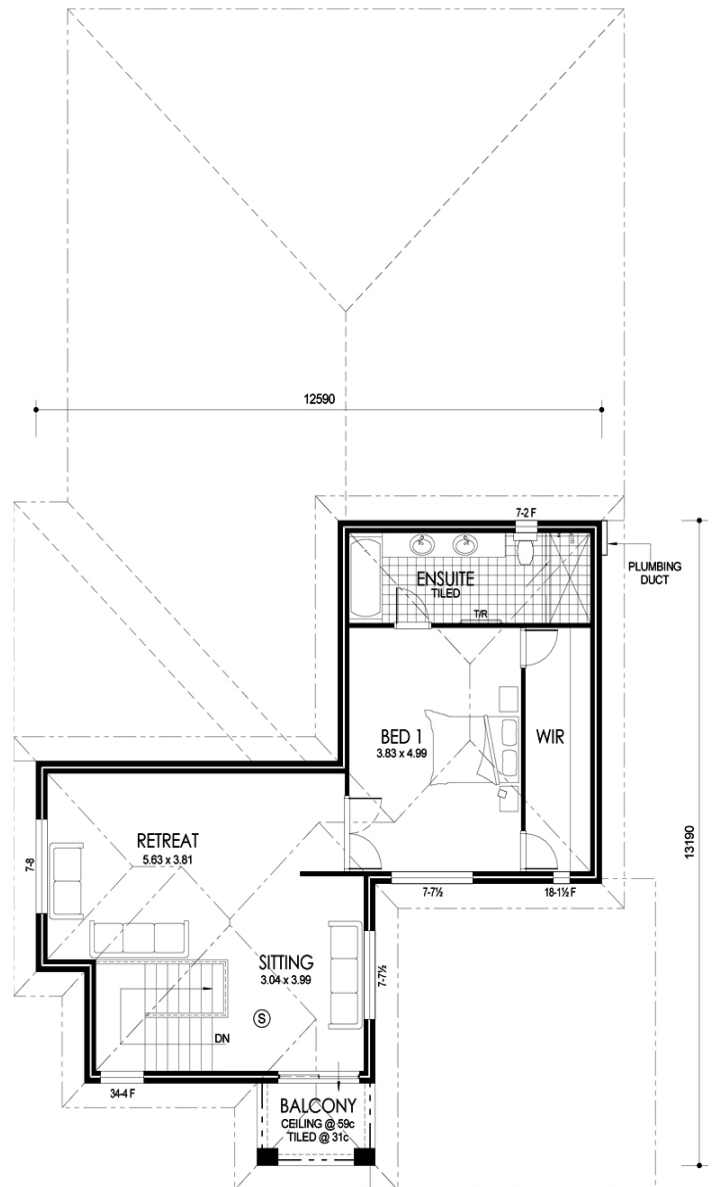 12590
7-2 F
PLUMBING
DUCT
ENSUITE
TILED
T/R
BED 1
3.83 x 4.99
WIR
13190
RETREAT
5.63 x 3.81
7-8
7-7½
18-1½ F
SITTING
3.04 x 3.99
7-7½
S
DN
34-4 F
BALCONY
CEILING @ 59c
TILED @ 31c